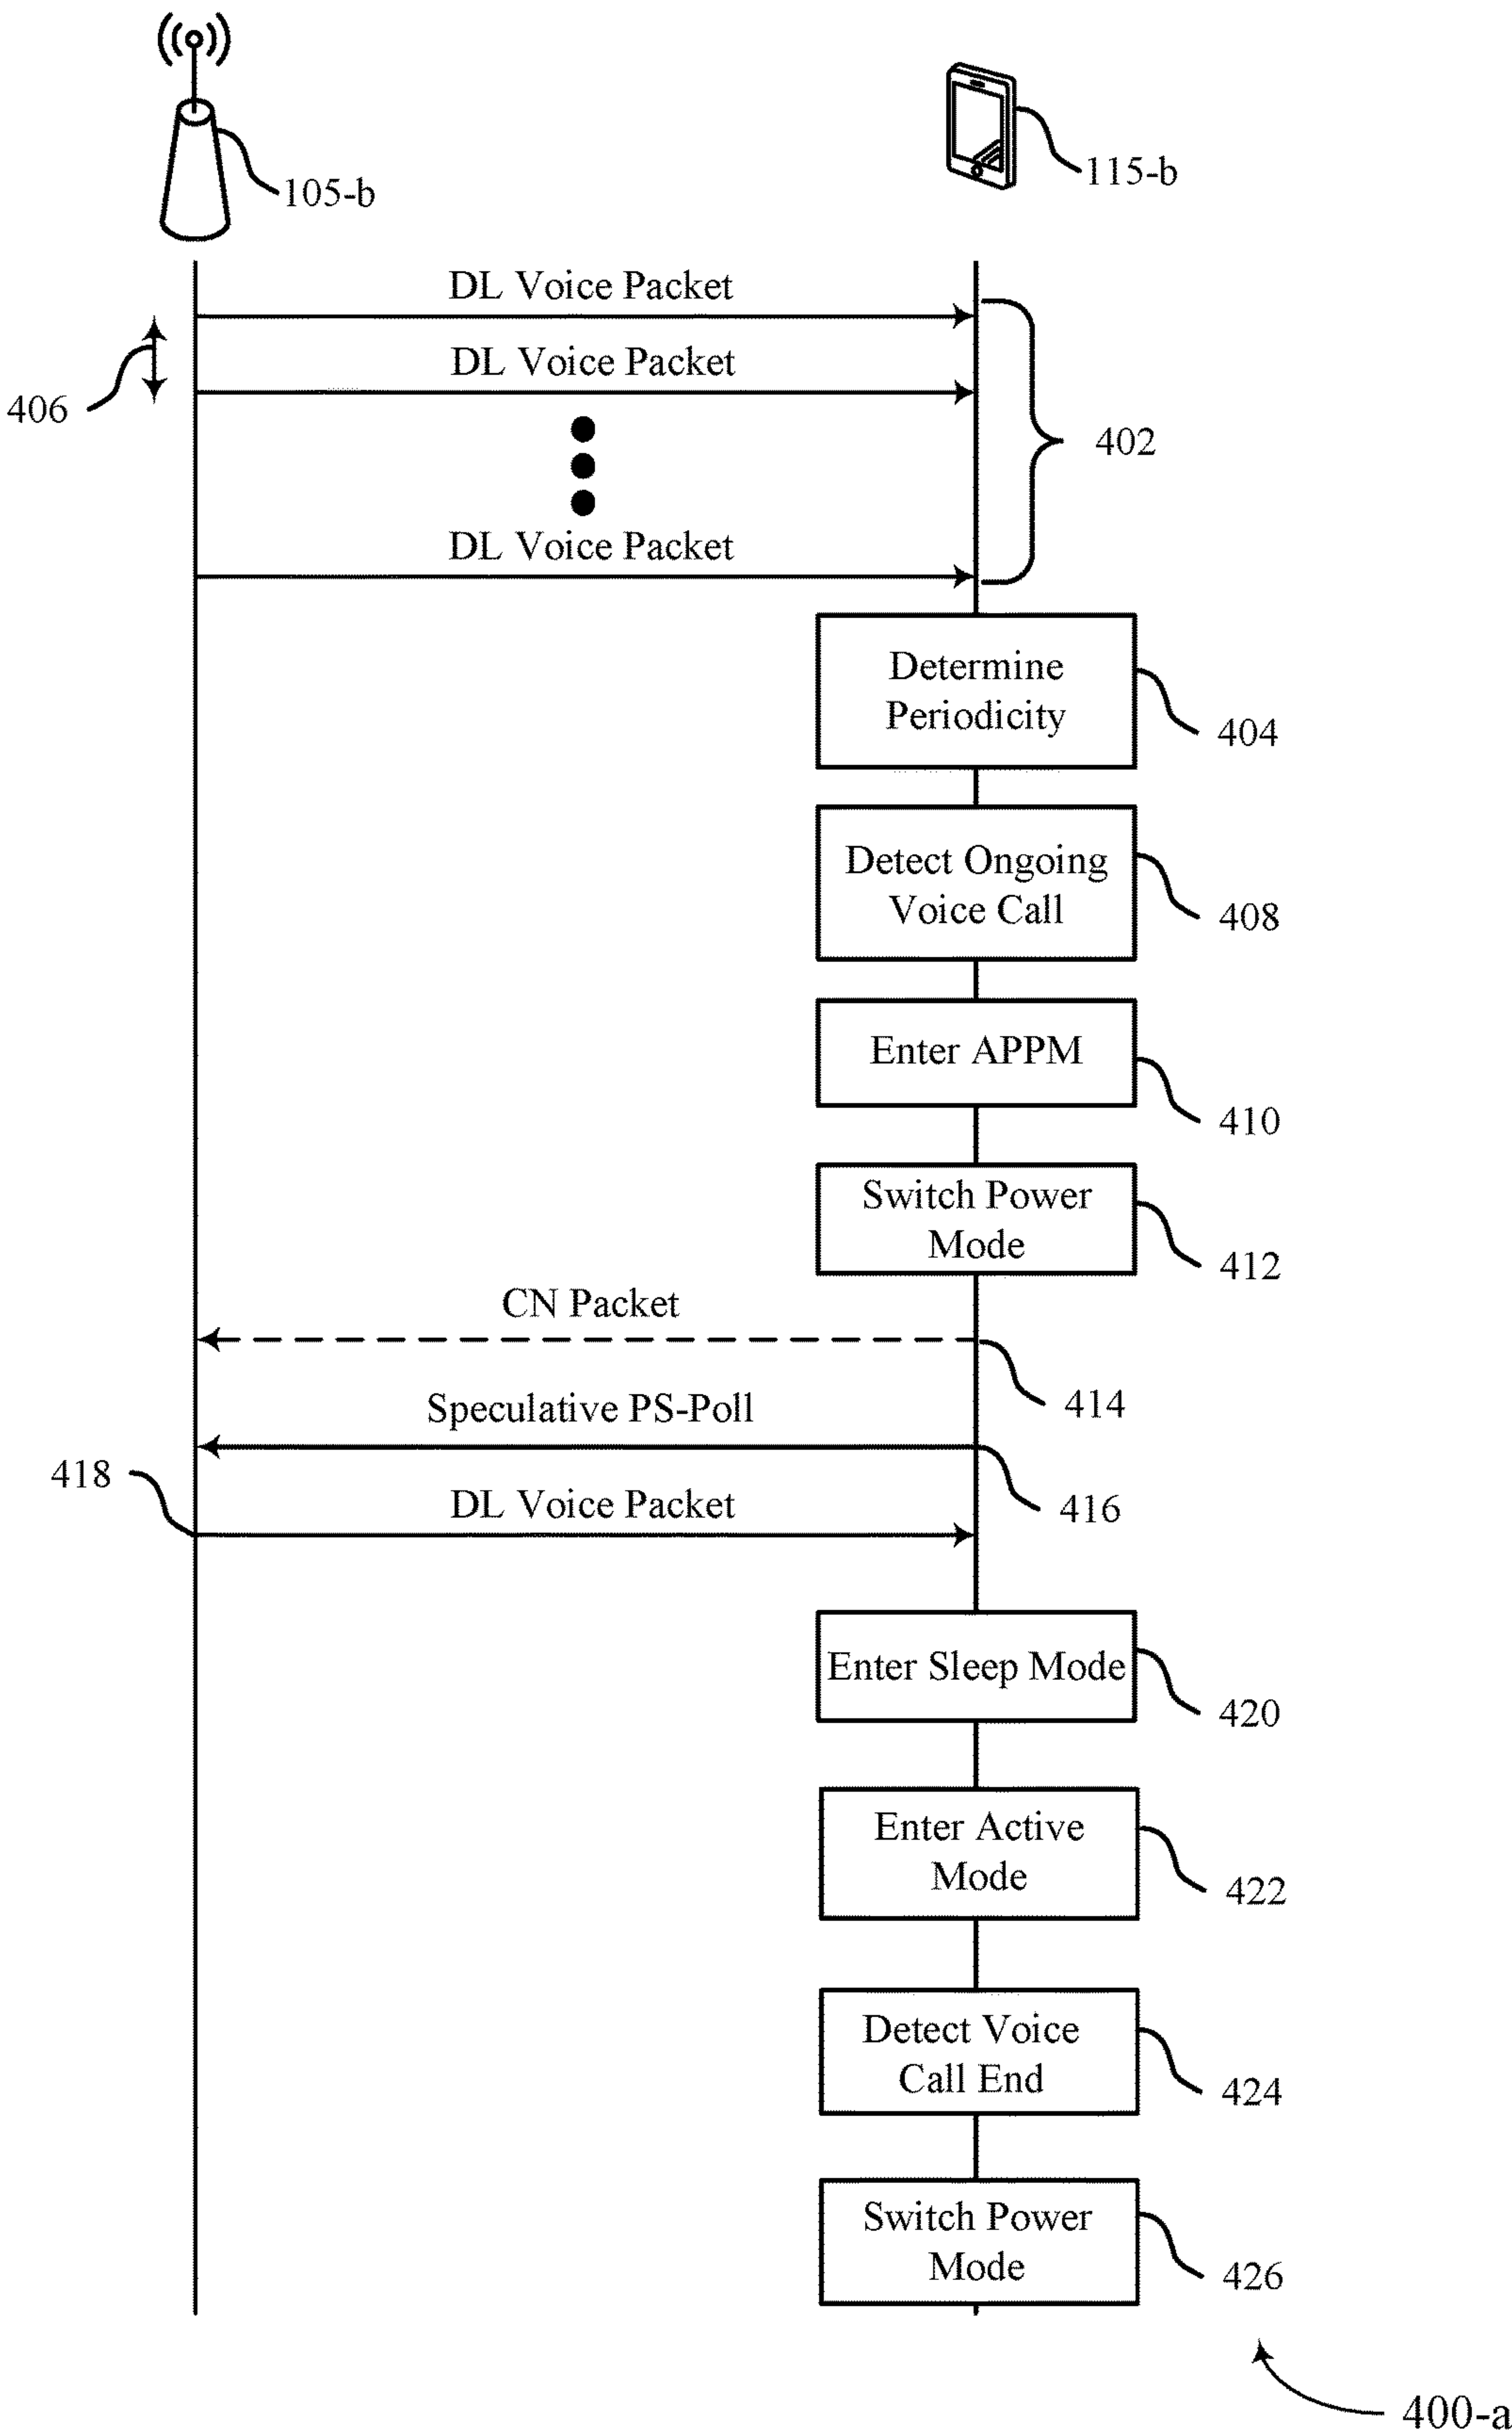 105-b
115-b
DL Voice Packet
DL Voice Packet
406
402
DL Voice Packet
Determine
Periodicity
404
Detect Ongoing
Voice Call
408
Enter APPM
410
Switch Power
Mode
412
CN Packet
414
Speculative PS-Poll
416
418
DL Voice Packet
Enter Sleep Mode
420
Enter Active
Mode
422
Detect Voice
Call End
424
Switch Power
Mode
426
400-a